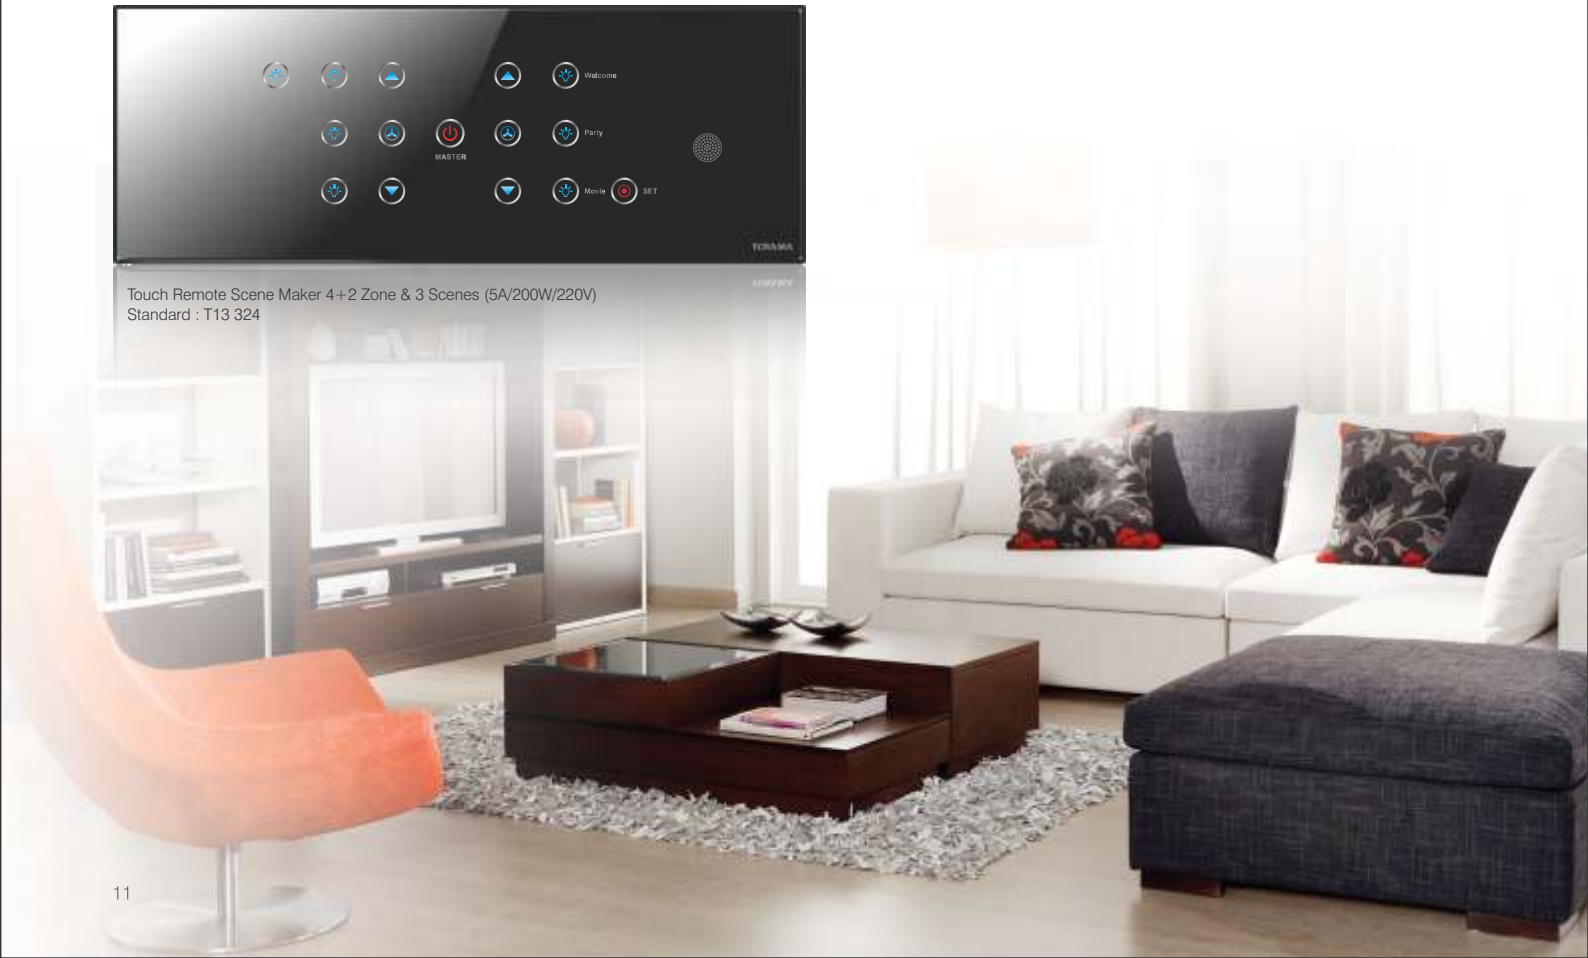 Welcome
Party
MASTER
Movie
SET
Touch Remote Scene Maker 4+2 Zone & 3 Scenes (5A/200W/220V)
Standard : T13 324
11